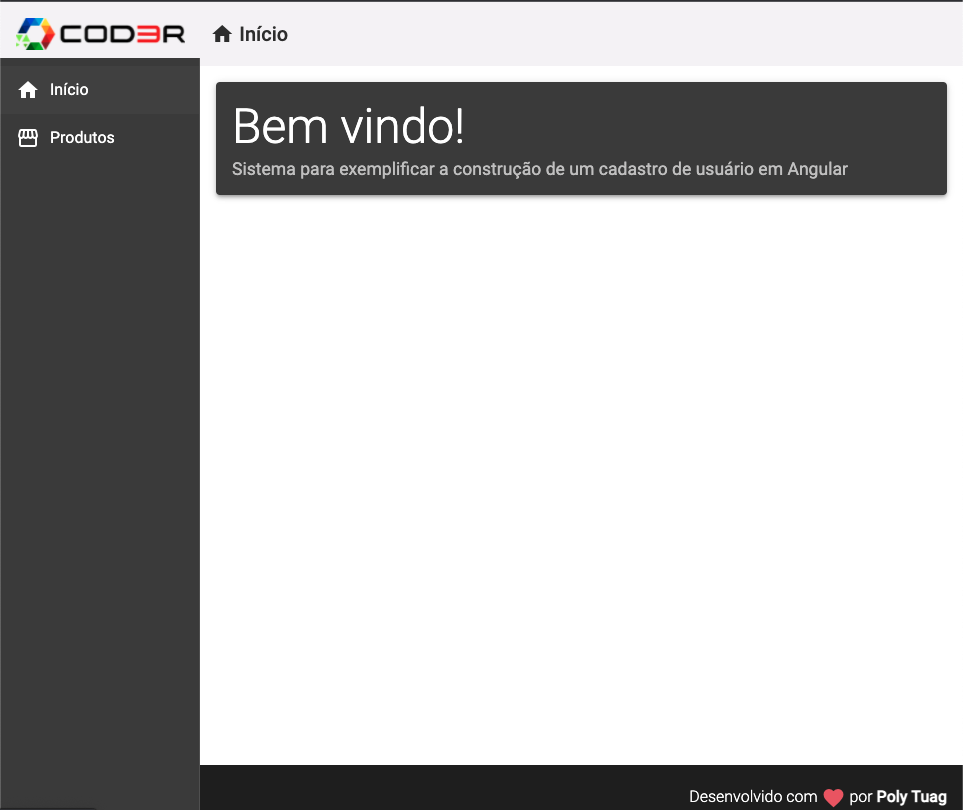 COD3R
Início
Início
Produtos
Bem vindo!
Sistema para exemplificar a construção de um cadastro de usuário em Angular
Desenvolvido com por Poly Tuag